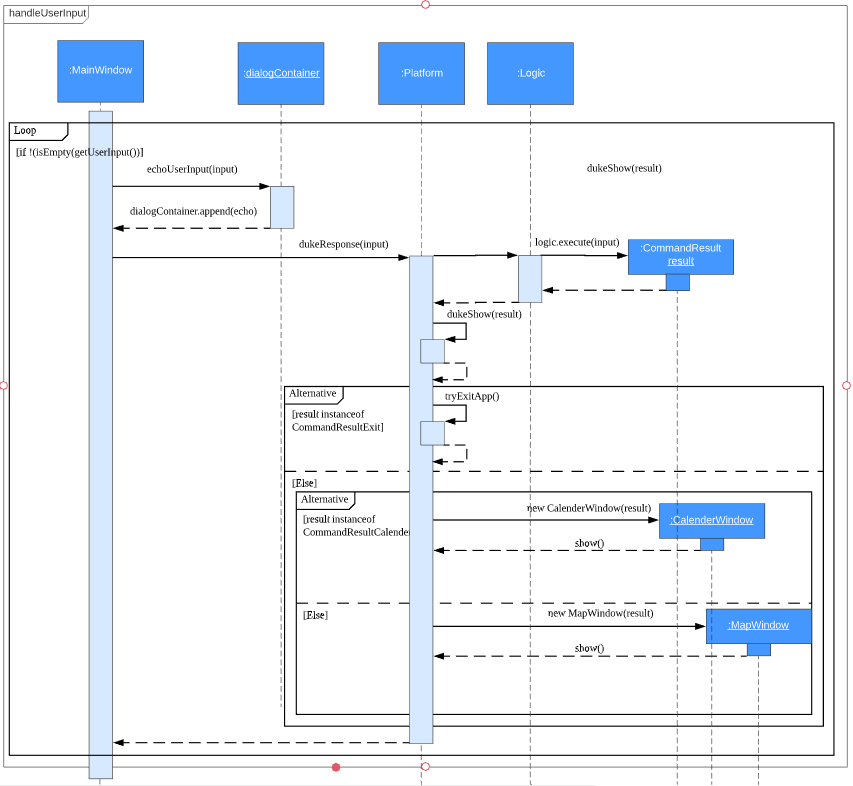 handleUserInput
:MainWindow
:dialogContainer
:Platform
:Logic
Loop
[if !(isEmpty(getUserInput())]
echoUserInput(input)
dukeShow(result)
dialogContainer.append(echo)
dukeResponse(input)
logic.execute(input)
:CommandResult
result
dukeShow(result)
Alternative
tryExitApp()
[result instanceof
CommandResultExit]
[Else]
Alternative
new CalenderWindow(result)
:CalenderWindow
[result instanceof
CommandResultCalender
show()
[Else]
new MapWindow(result)
:MapWindow
show()